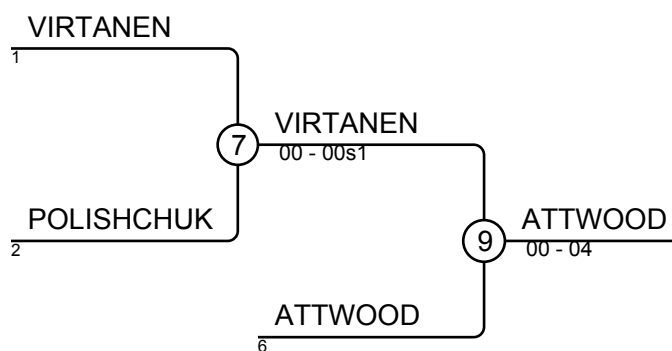 VIRTANEN
1
7
VIRTANEN
00 - 00s1
POLISHCHUK
2
9
ATTWOOD
00 - 04
ATTWOOD
6